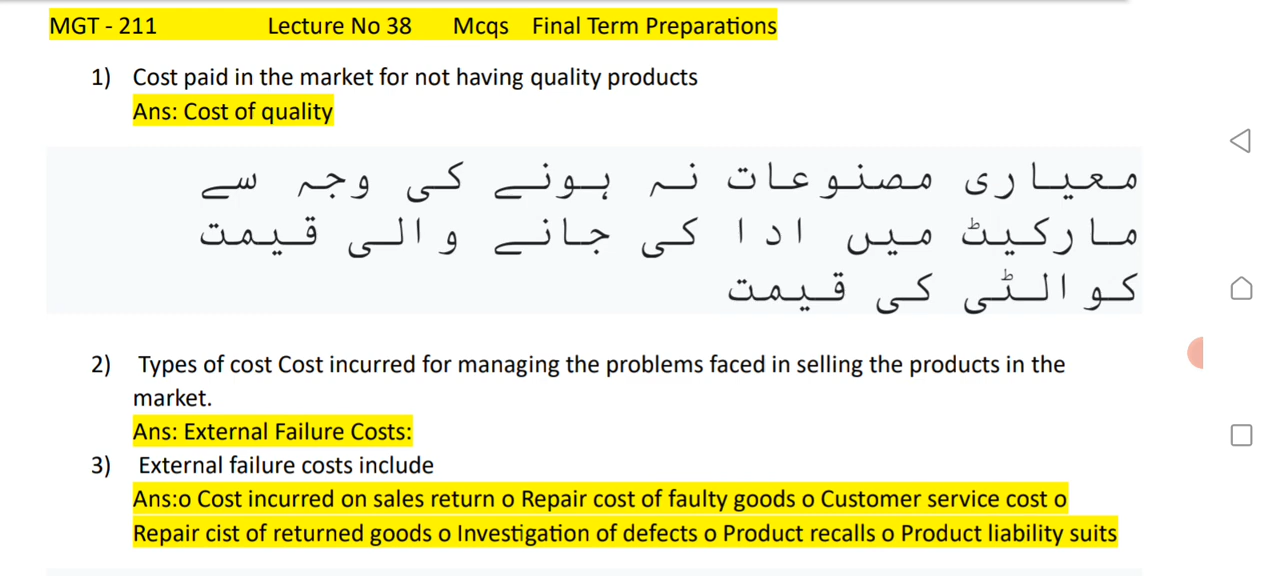 MGT - 211 Lecture No 38 Mcqs Final Term Preparations
1) Cost paid in the market for not having quality products
Ans: Cost of quality
معیاری مصنوعات نہ ہونے کی وجہ سے
مارکیٹ میں ادا کی جانے والی قیمت
کوالٹی کی قیمت
2) Types of cost Cost incurred for managing the problems faced in selling the products in the
market.
Ans: External Failure Costs:
3) External failure costs include
Ans:o Cost incurred on sales return o Repair cost of faulty goods o Customer service cost o
Repair cist of returned goods o Investigation of defects o Product recalls o Product liability suits